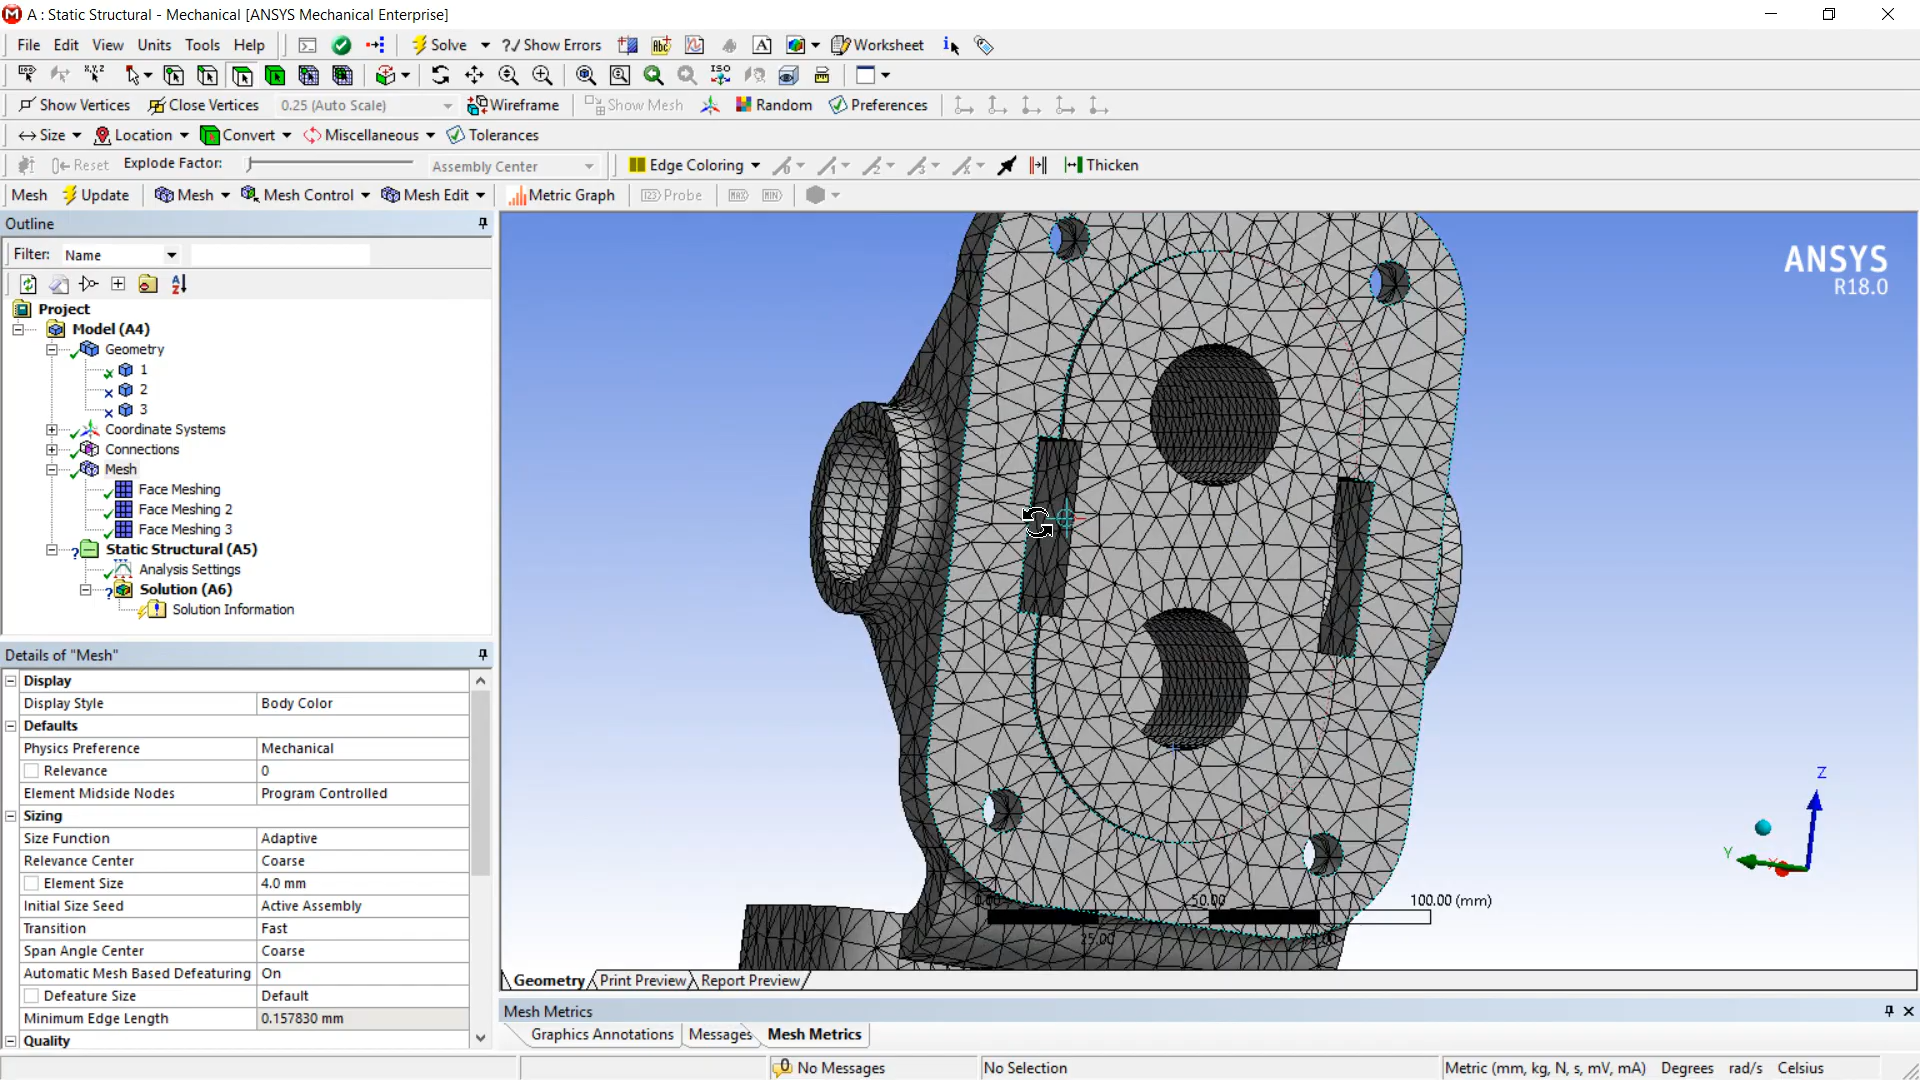 A : Static Structural - Mechanical [ANSYS Mechanical Enterprise]
File Edit View Units Tools Help Solve ?/ Show Errors Worksheet
Show Vertices Close Vertices 0.25 (Auto Scale) Wireframe Show Mesh Random Preferences
Size Location Convert Miscellaneous Tolerances
Reset Explode Factor: Assembly Center Edge Coloring Thicken
Mesh Update Mesh Mesh Control Mesh Edit Metric Graph Probe
Outline
Filter: Name
Project
Model (A4)
Geometry
1
2
3
Coordinate Systems
Connections
Mesh
Face Meshing
Face Meshing 2
Face Meshing 3
Static Structural (A5)
Analysis Settings
Solution (A6)
Solution Information
Details of "Mesh"
Display
Display Style Body Color
Defaults
Physics Preference Mechanical
Relevance 0
Element Midside Nodes Program Controlled
Sizing
Size Function Adaptive
Relevance Center Coarse
Element Size 4.0 mm
Initial Size Seed Active Assembly
Transition Fast
Span Angle Center Coarse
Automatic Mesh Based Defeaturing On
Defeature Size Default
Minimum Edge Length 0.157830 mm
Quality
ANSYS
R18.0
Z
Y
X
0.00 50.00 100.00 (mm)
25.00 75.00
Geometry Print Preview Report Preview
Mesh Metrics
Graphics Annotations Messages Mesh Metrics
No Messages No Selection Metric (mm, kg, N, s, mV, mA) Degrees rad/s Celsius